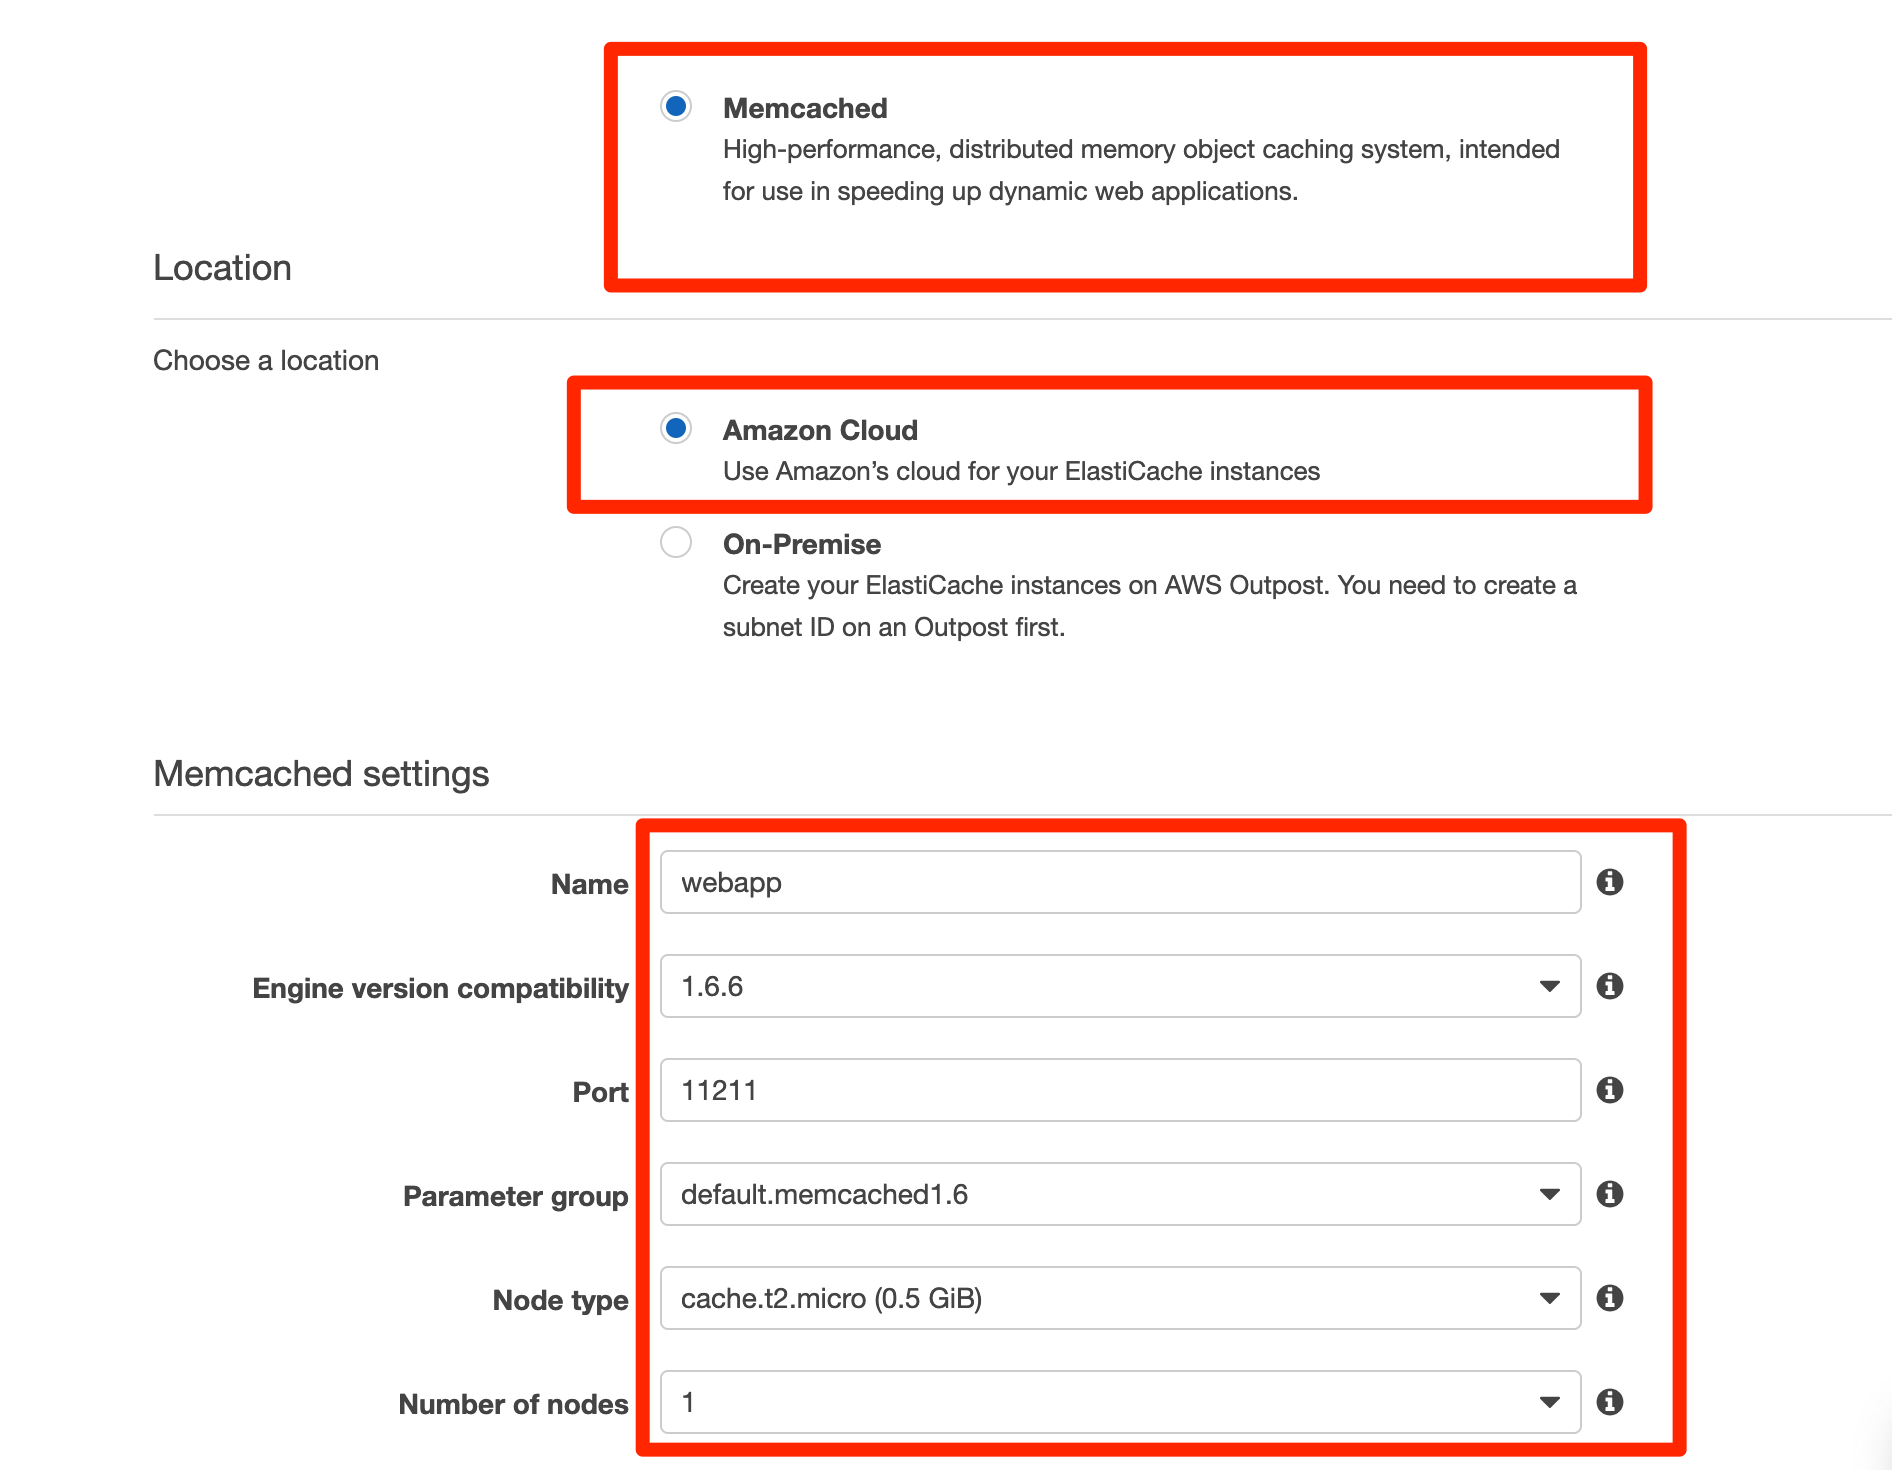 Memcached
High-performance, distributed memory object caching system, intended
for use in speeding up dynamic web applications.
Location
Choose a location
Amazon Cloud
Use Amazon’s cloud for your ElastiCache instances
On-Premise
Create your ElastiCache instances on AWS Outpost. You need to create a
subnet ID on an Outpost first.
Memcached settings
Name webapp
Engine version compatibility 1.6.6
Port 11211
Parameter group default.memcached1.6
Node type cache.t2.micro (0.5 GiB)
Number of nodes 1